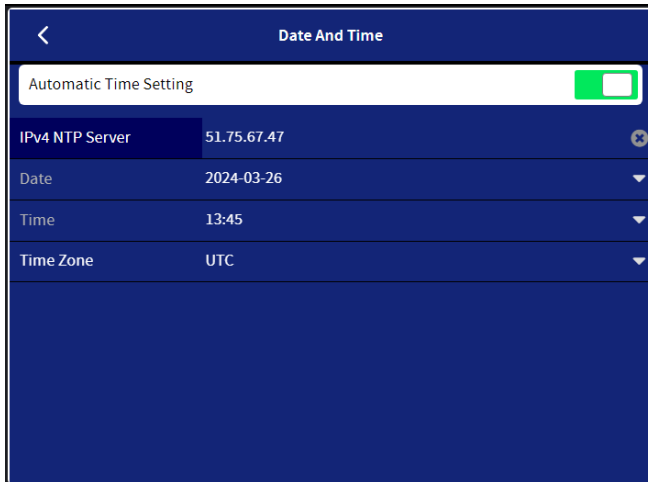 Date And Time
Automatic Time Setting
IPv4 NTP Server 51.75.67.47
Date 2024-03-26
Time 13:45
Time Zone UTC